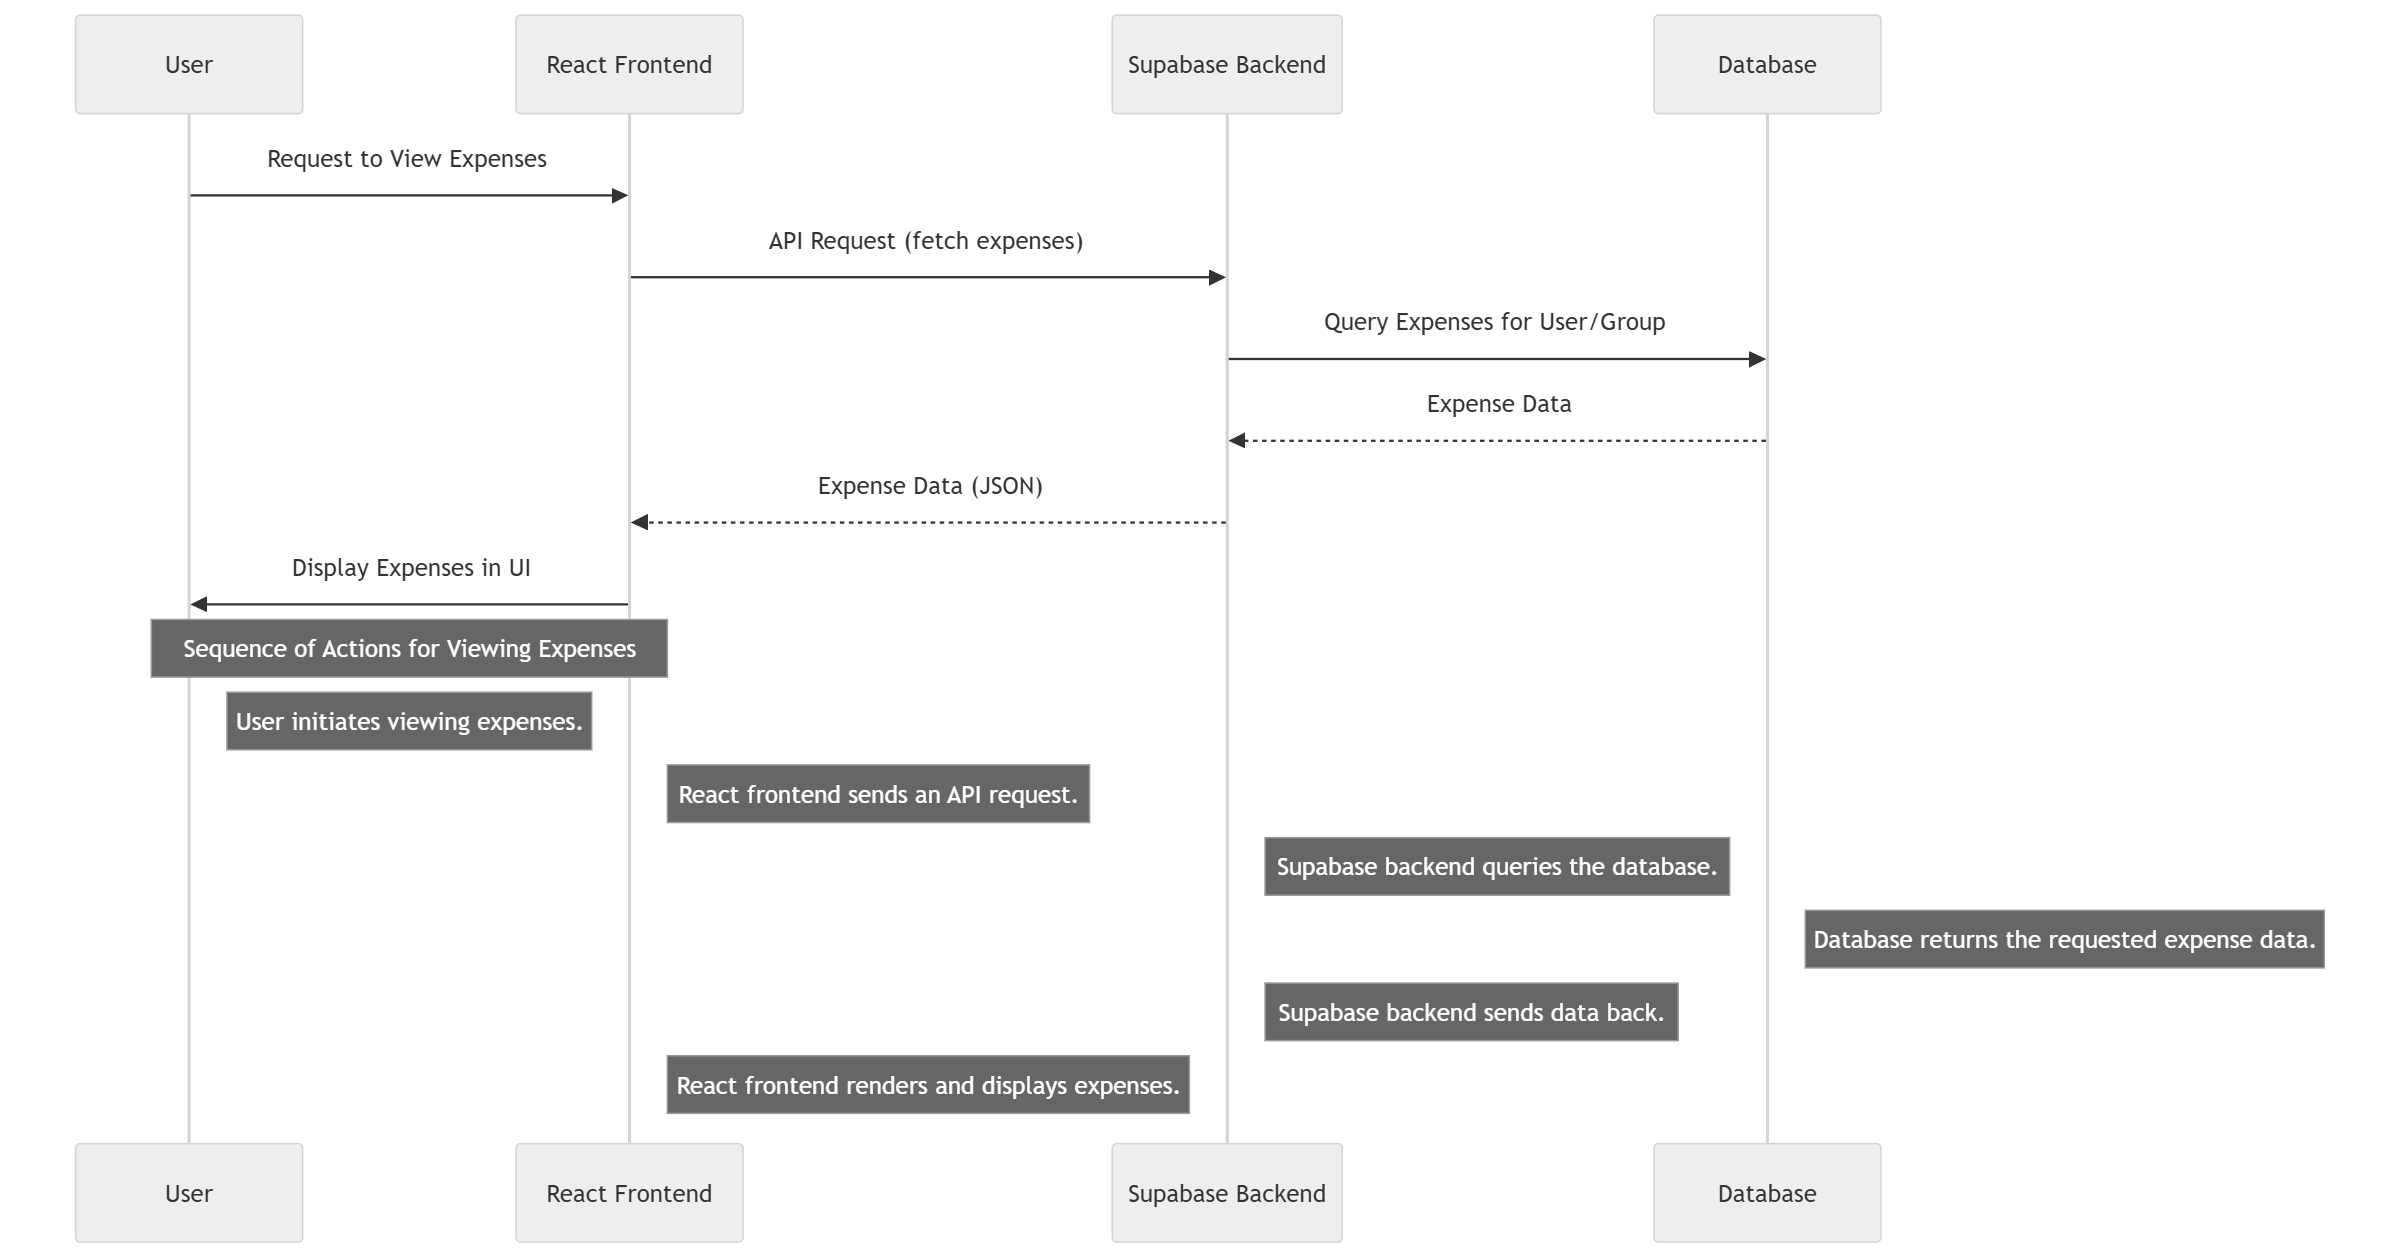 User
React Frontend
Supabase Backend
Database
Request to View Expenses
API Request (fetch expenses)
Query Expenses for User/Group
Expense Data
Expense Data (JSON)
Display Expenses in UI
Sequence of Actions for Viewing Expenses
User initiates viewing expenses.
React frontend sends an API request.
Supabase backend queries the database.
Database returns the requested expense data.
Supabase backend sends data back.
React frontend renders and displays expenses.
User
React Frontend
Supabase Backend
Database